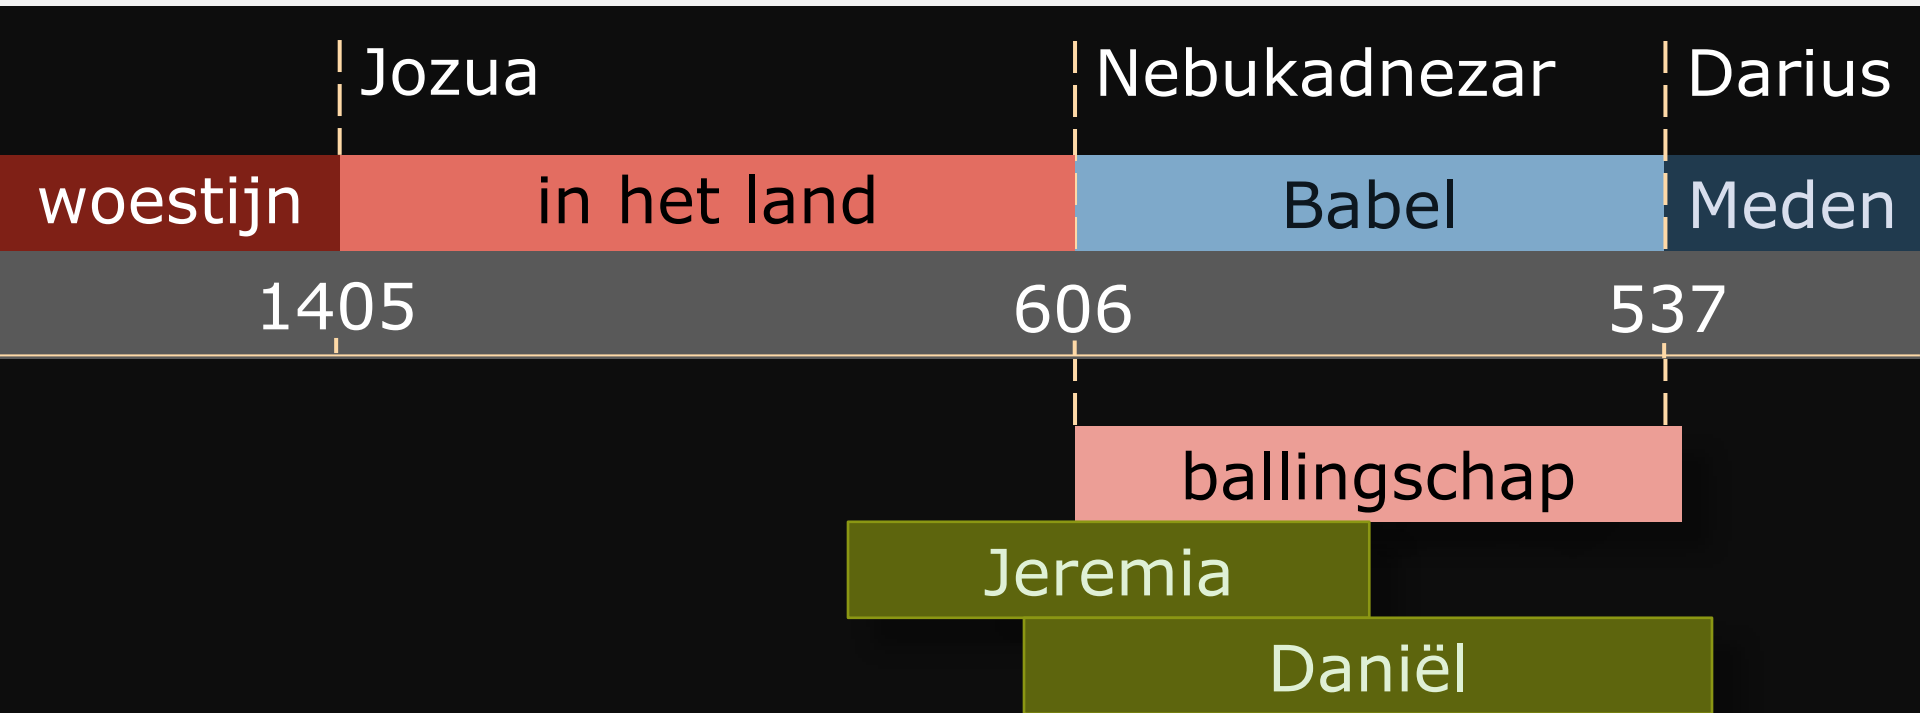 Jozua
Nebukadnezar
Darius
woestijn
in het land
Babel
Meden
1405
606
537
ballingschap
Jeremia
Daniël